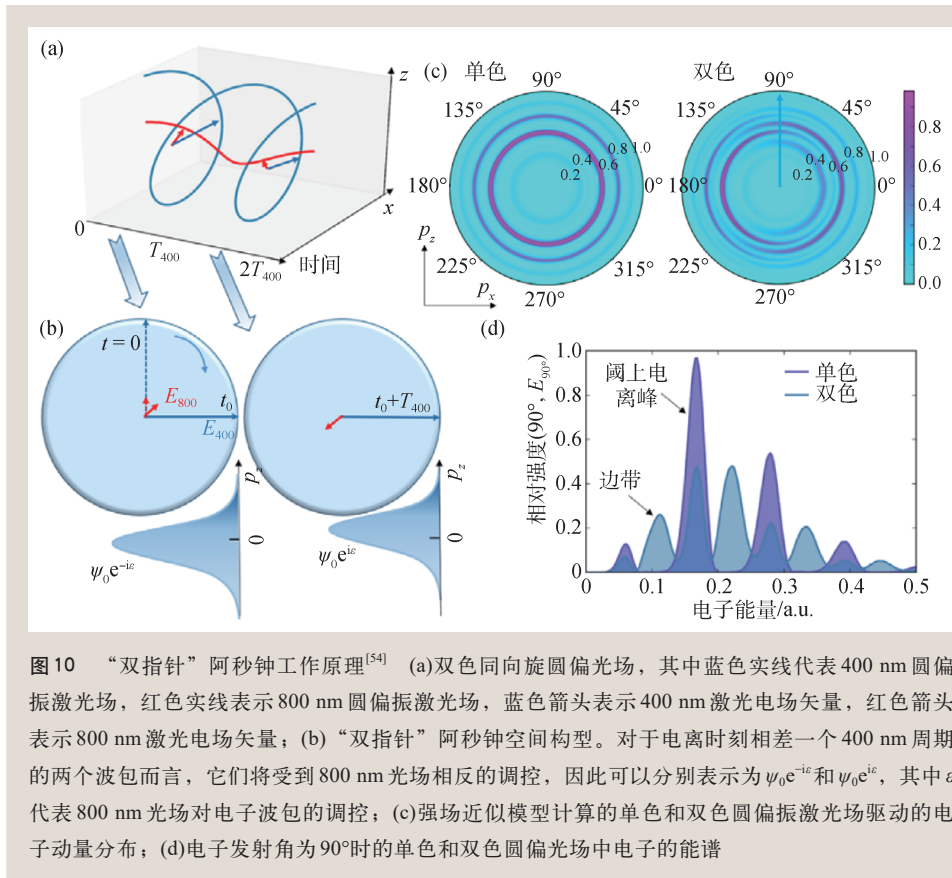 (a)
z
x
0
T400
2T400
时间
(b)
t = 0
E800
t0
E400
t0+T400
pz
0
ψ0e−iε
pz
0
ψ0eiε
(c)
单色
90°
135°
45°
180°
0°
0.2
0.4
0.6
0.8
1.0
225°
315°
270°
pz
px
双色
90°
135°
45°
180°
0°
0.2
0.4
0.6
0.8
1.0
225°
315°
270°
0.8
0.6
0.4
0.2
0.0
(d)
相对强度(90°, E90°)
1.0
0.8
0.6
0.4
0.2
0
阈上电
离峰
边带
单色
双色
0
0.1
0.2
0.3
0.4
0.5
电子能量/a.u.
图10 “双指针”阿秒钟工作原理[54] (a)双色同向旋圆偏光场，其中蓝色实线代表400 nm圆偏
振激光场，红色实线表示800 nm圆偏振激光场，蓝色箭头表示400 nm激光电场矢量，红色箭头
表示800 nm激光电场矢量；(b)“双指针”阿秒钟空间构型。对于电离时刻相差一个400 nm周期
的两个波包而言，它们将受到800 nm光场相反的调控，因此可以分别表示为ψ0e−iε和ψ0eiε，其中ε
代表800 nm光场对电子波包的调控；(c)强场近似模型计算的单色和双色圆偏振激光场驱动的电
子动量分布；(d)电子发射角为90°时的单色和双色圆偏光场中电子的能谱